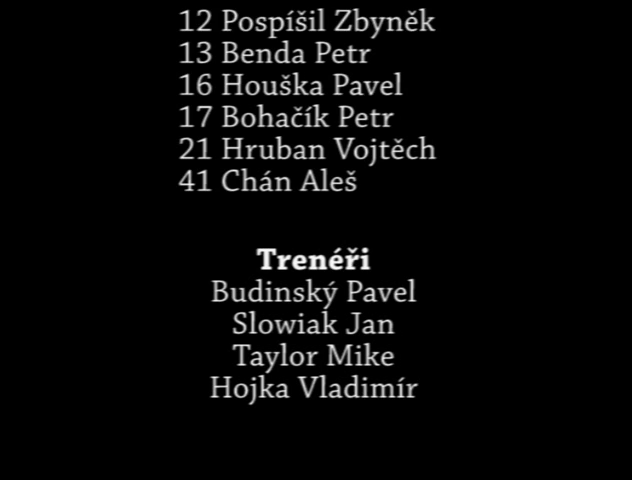 12 Pospíšil Zbyněk
13 Benda Petr
16 Houška Pavel
17 Bohačík Petr
21 Hruban Vojtěch
41 Chán Aleš
Trenéři
Budinský Pavel
Slowiak Jan
Taylor Mike
Hojka Vladimír